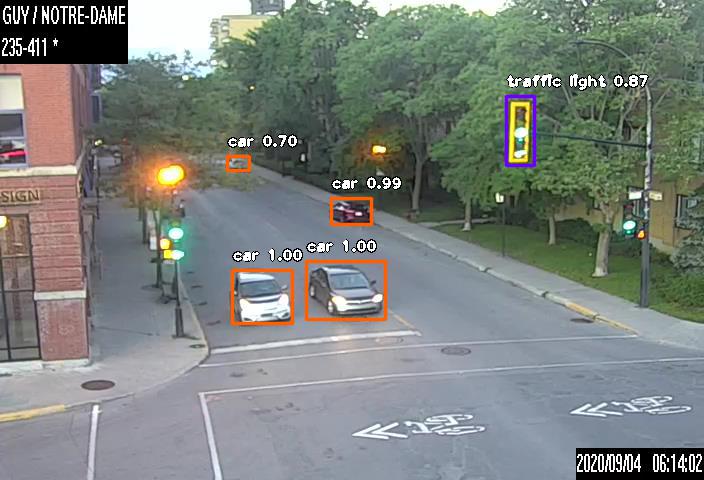 GUY / NOTRE-DAME
235-411 *
traffic light 0.87
car 0.70
car 0.99
car 1.00
car 1.00
SIGN
2020/09/04 06:14:02